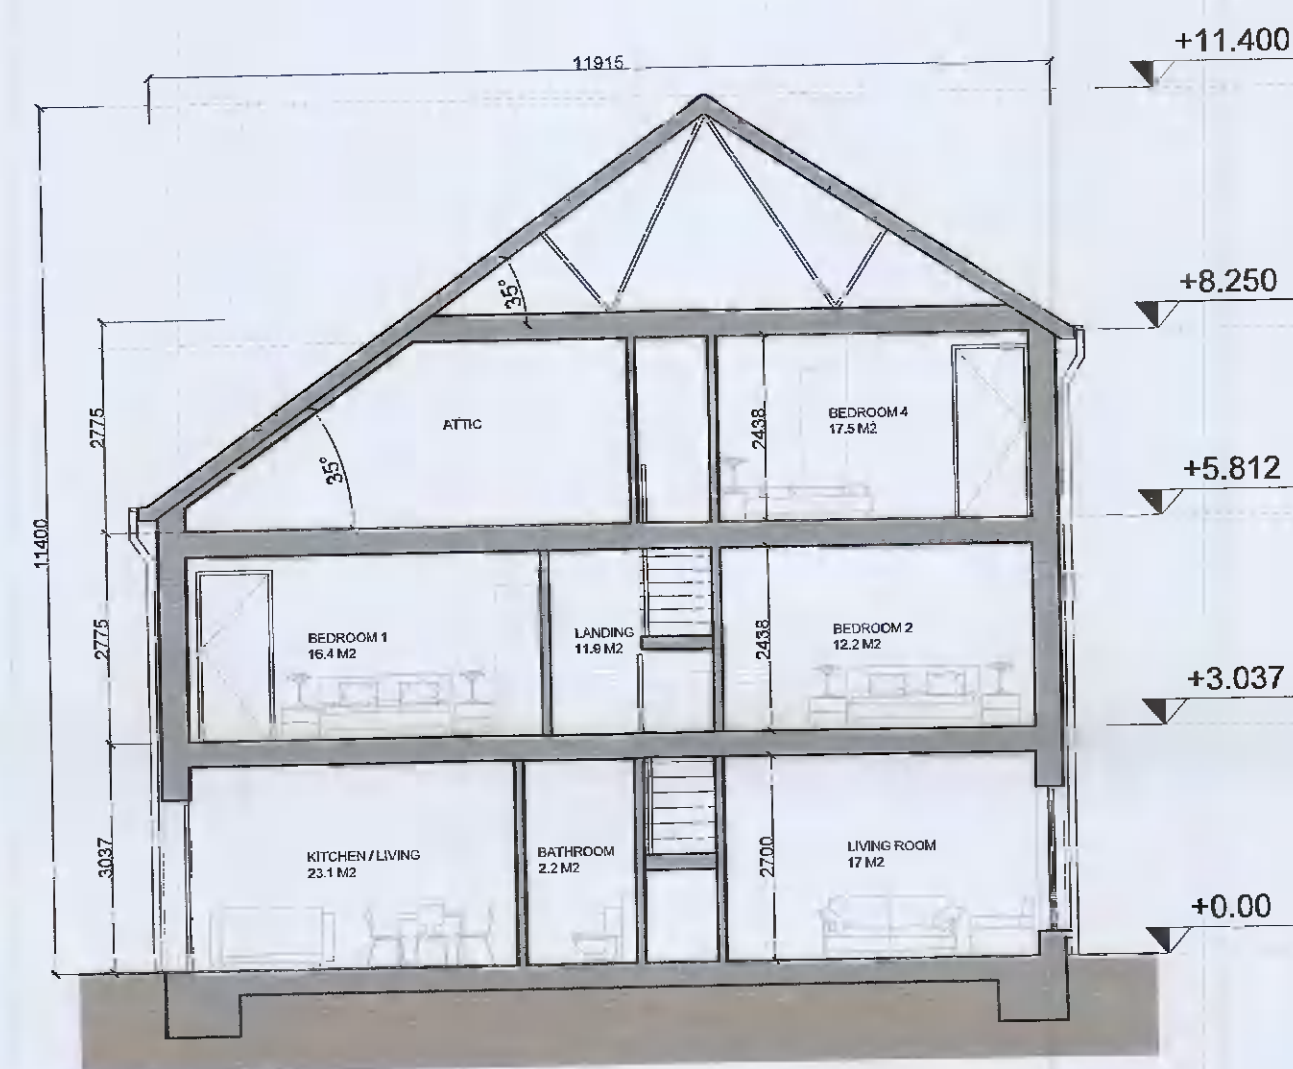 11915
+11.400
+8.250
35°
2775
ATTIC
35°
2438
BEDROOM 4
17.5 M2
+5.812
11400
2775
BEDROOM 1
16.4 M2
LANDING
11.9 M2
2438
BEDROOM 2
12.2 M2
+3.037
3037
KITCHEN / LIVING
23.1 M2
BATHROOM
2.2 M2
2700
LIVING ROOM
17 M2
+0.00